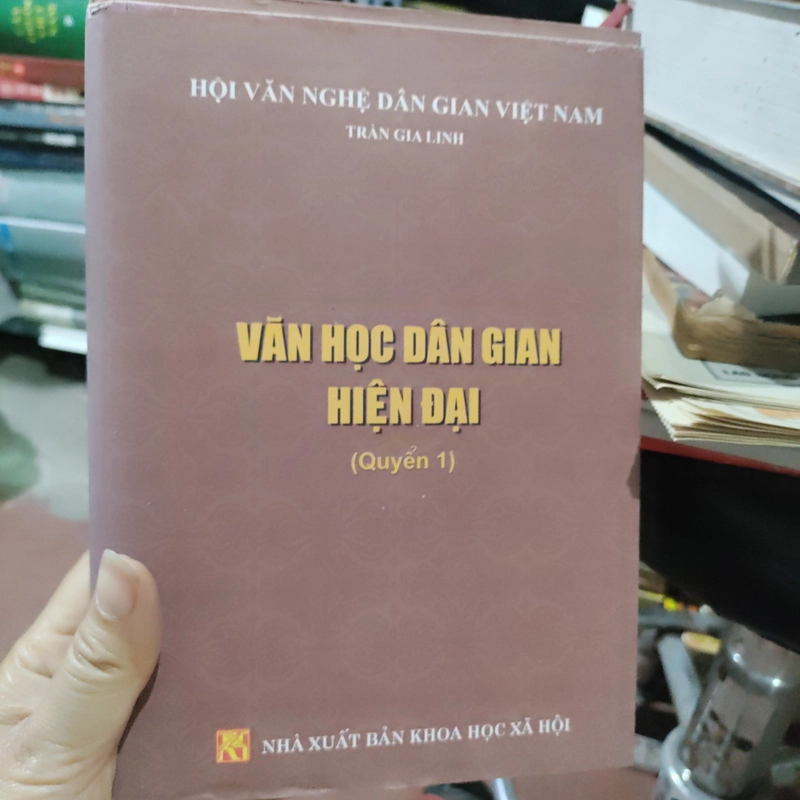 HỘI VĂN NGHỆ DÂN GIAN VIỆT NAM
TRẦN GIA LINH
VĂN HỌC DÂN GIAN
HIỆN ĐẠI
(Quyển 1)
NHÀ XUẤT BẢN KHOA HỌC XÃ HỘI